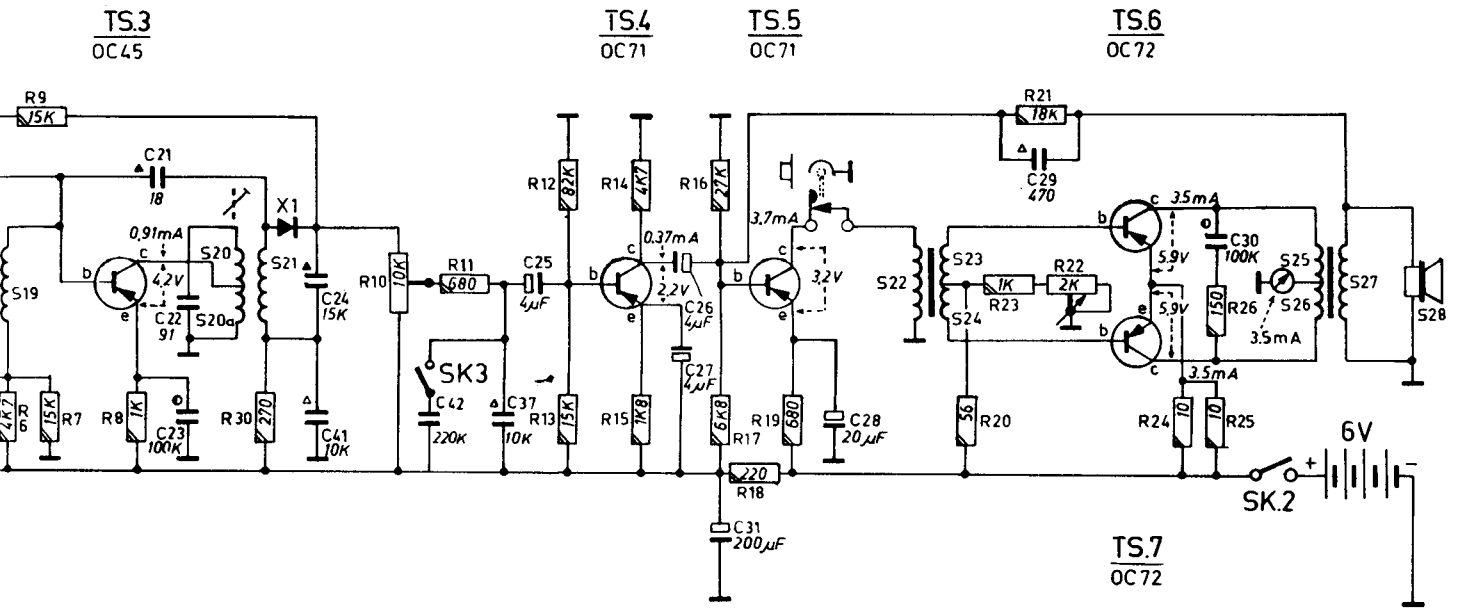 TS.3
OC45
TS.4
OC71
TS.5
OC71
TS.6
OC72
R9
15K
C21
18
X1
0,91mA
c
b
4,2V
e
S19
S20
S20a
S21
C22
91
C24
15K
R10
10K
R11
680
C25
4µF
R12
82K
R14
4K7
R16
27K
0.37mA
c
b
2,2V
e
C26
4µF
C27
4µF
3,7mA
c
b
3,2V
e
R21
18K
C29
470
S22
S23
S24
1K
R23
R22
2K
b
c
3.5mA
5,9V
e
5,9V
b
c
3.5mA
C30
100K
150
R26
S25
S26
3.5mA
S27
S28
4K7
R
6
15K
R7
R8
1K
C23
100K
R30
270
C41
10K
SK3
C42
220K
C37
10K
R13
15K
R15
1K8
6K8
R17
R19
680
C28
20µF
56
R20
R24
10
10
R25
220
R18
C31
200µF
6V
+
−
SK.2
TS.7
OC72